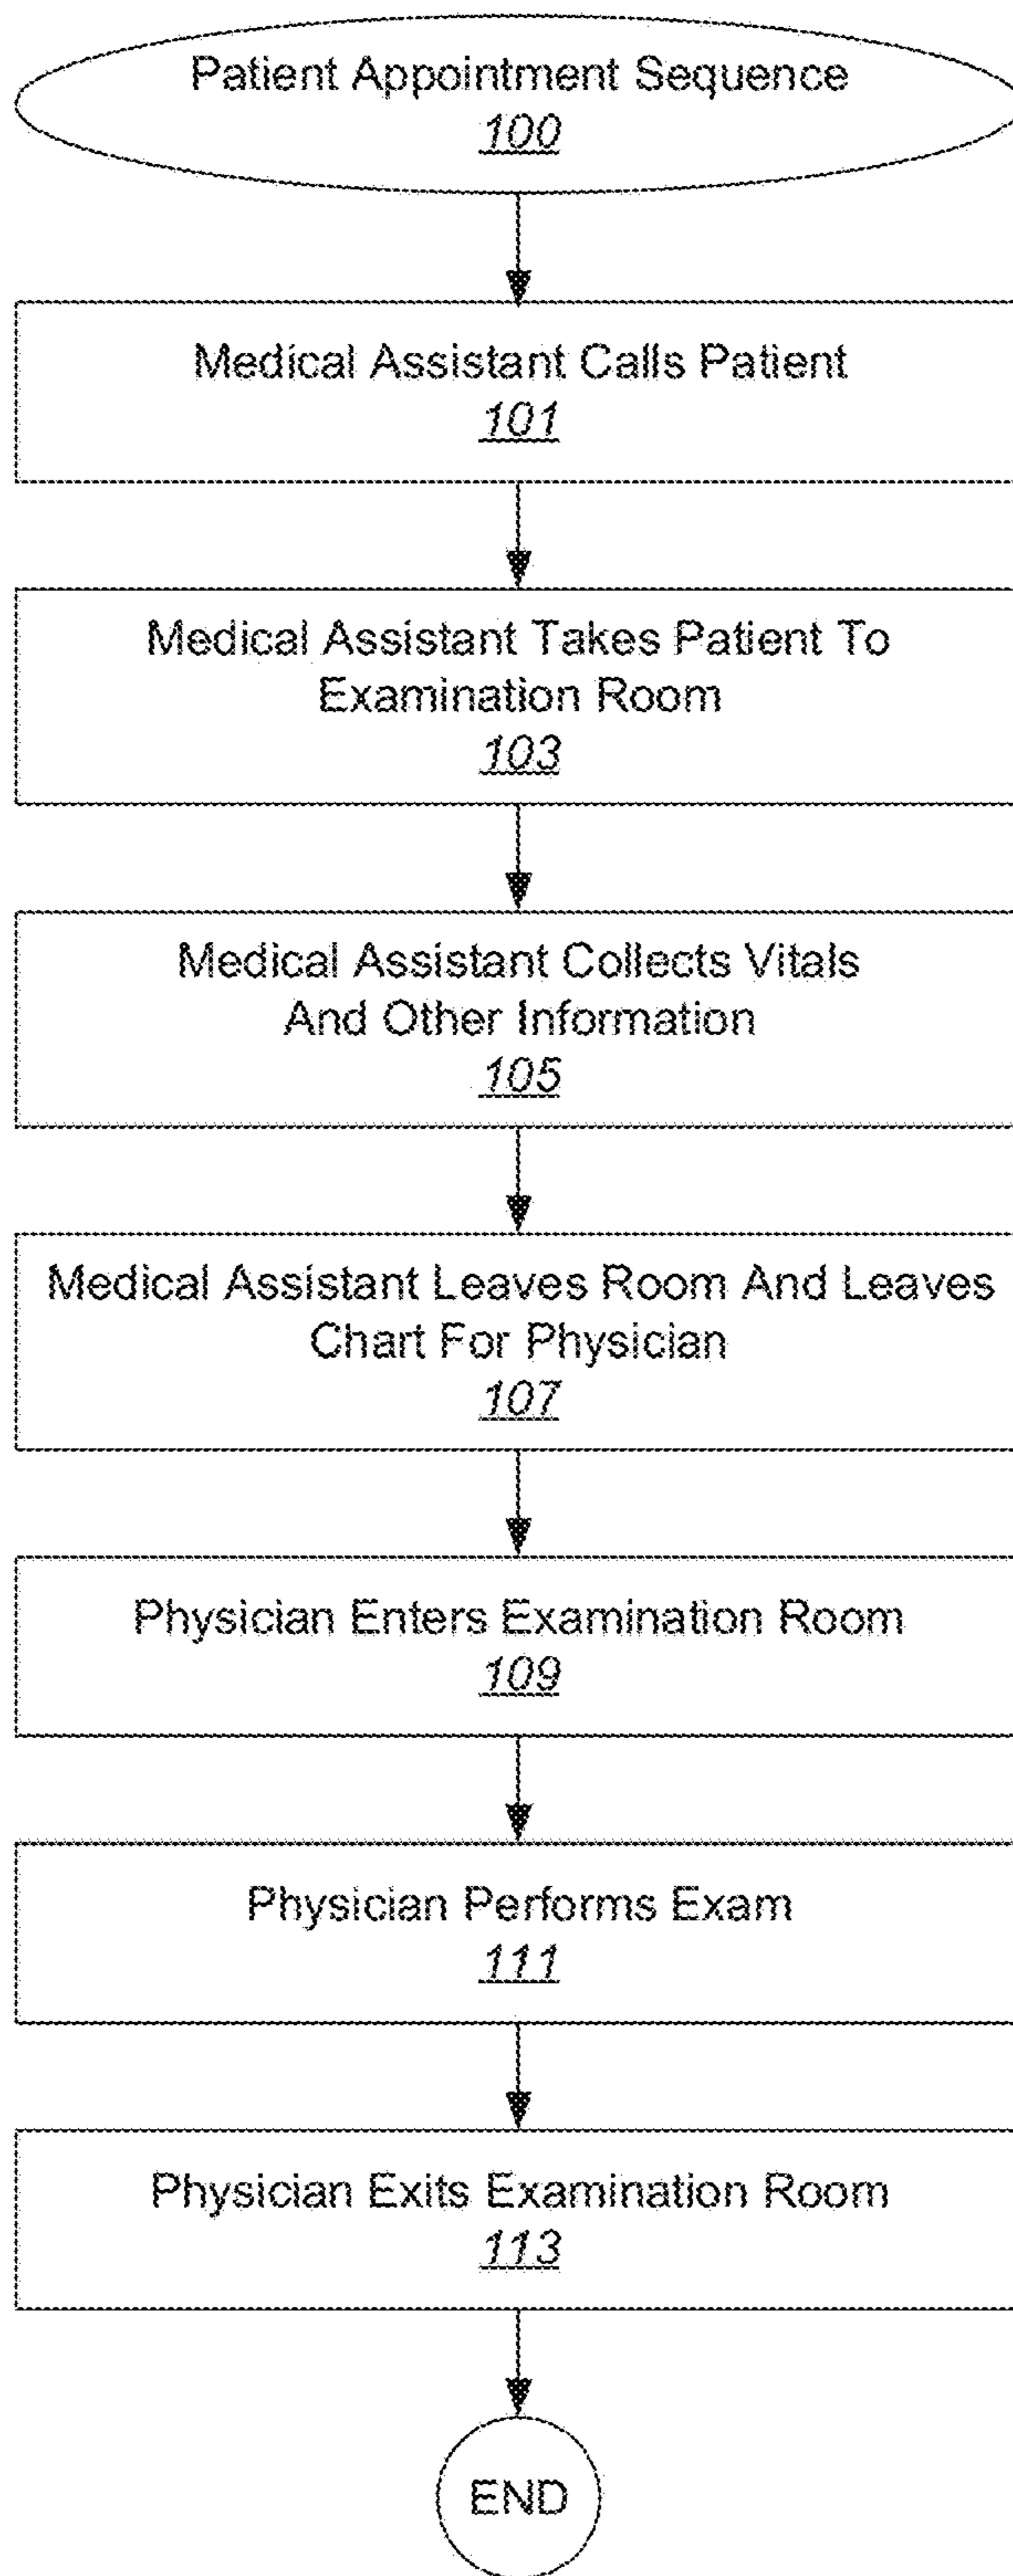 Patient Appointment Sequence
100
Medical Assistant Calls Patient
101
Medical Assistant Takes Patient To
Examination Room
103
Medical Assistant Collects Vitals
And Other Information
105
Medical Assistant Leaves Room And Leaves
Chart For Physician
107
Physician Enters Examination Room
109
Physician Performs Exam
111
Physician Exits Examination Room
113
END